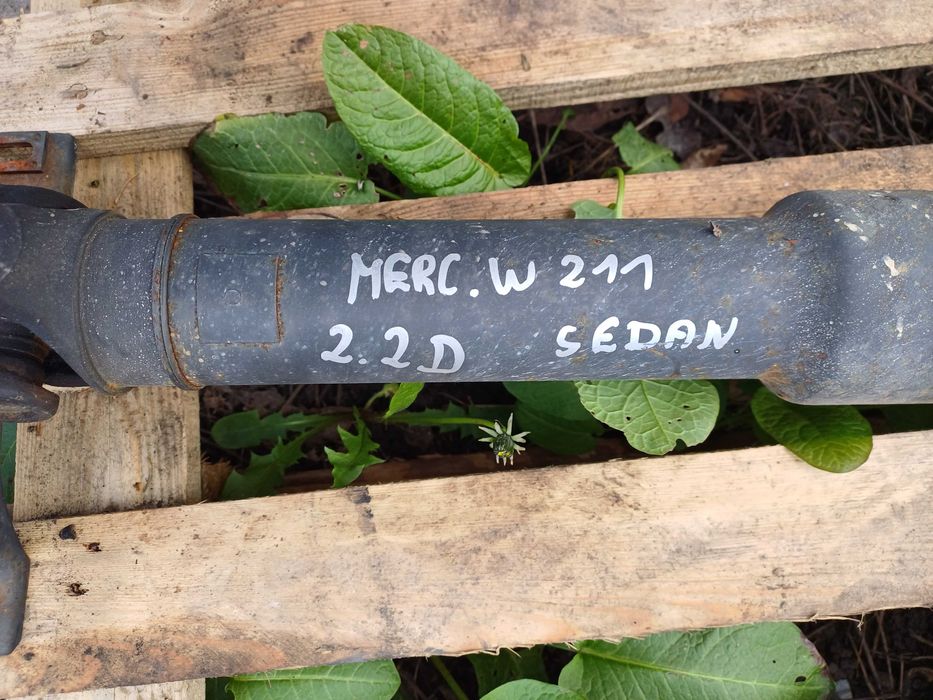 MERC. W 211
2.2D SEDAN